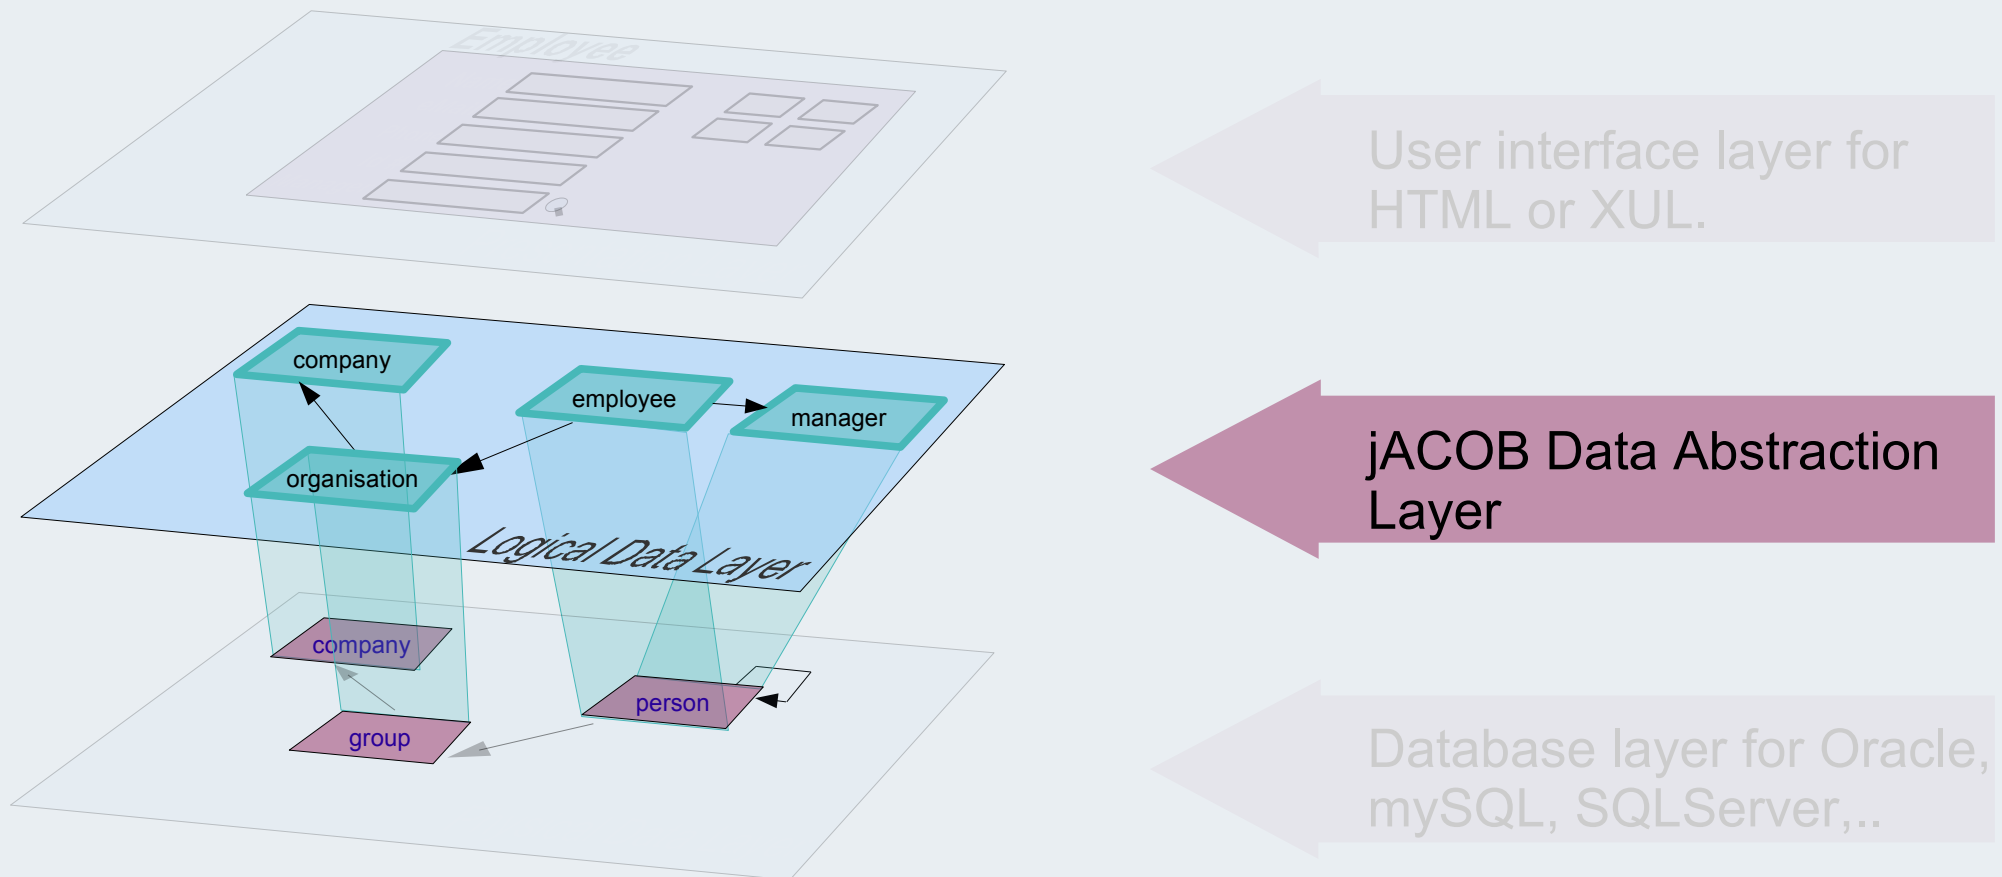 Employee
User interface layer for
HTML or XUL.
company
employee
manager
organisation
Logical Data Layer
jACOB Data Abstraction
Layer
company
person
group
Database layer for Oracle,
mySQL, SQLServer,..